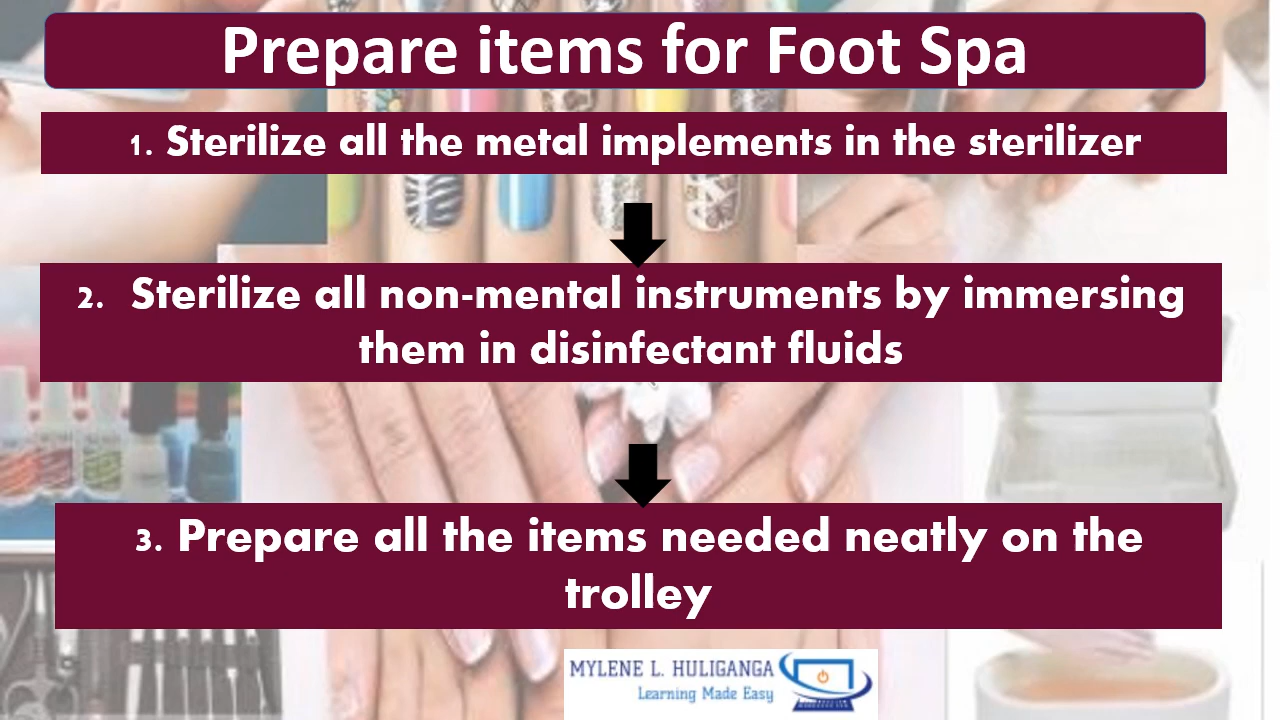 Prepare items for Foot Spa
1. Sterilize all the metal implements in the sterilizer
2. Sterilize all non-mental instruments by immersing
them in disinfectant fluids
3. Prepare all the items needed neatly on the
trolley
MYLENE L. HULIGANGA
Learning Made Easy